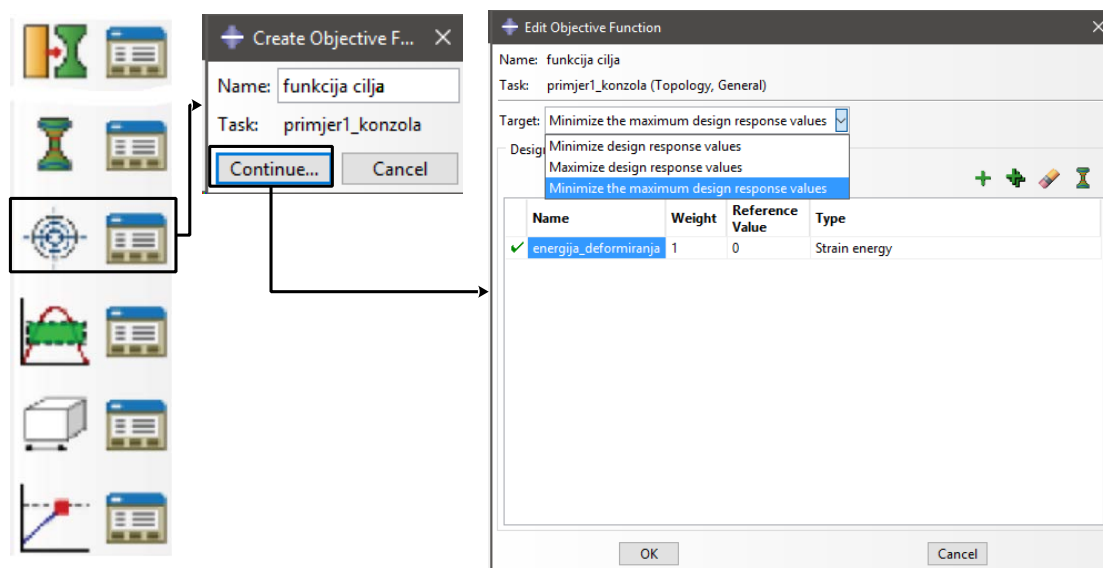 Create Objective F...
Name: funkcija cilja
Task: primjer1_konzola
Continue... Cancel
Edit Objective Function
Name: funkcija cilja
Task: primjer1_konzola (Topology, General)
Target: Minimize the maximum design response values
Minimize design response values
Maximize design response values
Minimize the maximum design response values
Desig
Name Weight Reference Value Type
energija_deformiranja 1 0 Strain energy
OK Cancel